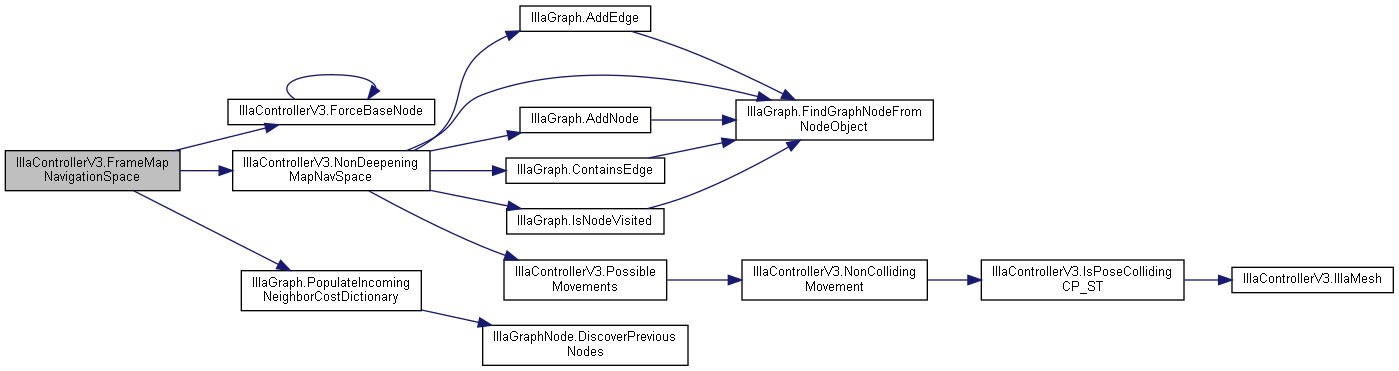 IllaGraph.AddEdge
IllaControllerV3.ForceBaseNode
IllaGraph.FindGraphNodeFrom
NodeObject
IllaGraph.AddNode
IllaControllerV3.FrameMap
NavigationSpace
IllaControllerV3.NonDeepening
MapNavSpace
IllaGraph.ContainsEdge
IllaGraph.IsNodeVisited
IllaGraph.PopulateIncoming
NeighborCostDictionary
IllaControllerV3.Possible
Movements
IllaControllerV3.NonColliding
Movement
IllaControllerV3.IsPoseColliding
CP_ST
IllaControllerV3.IllaMesh
IllaGraphNode.DiscoverPrevious
Nodes